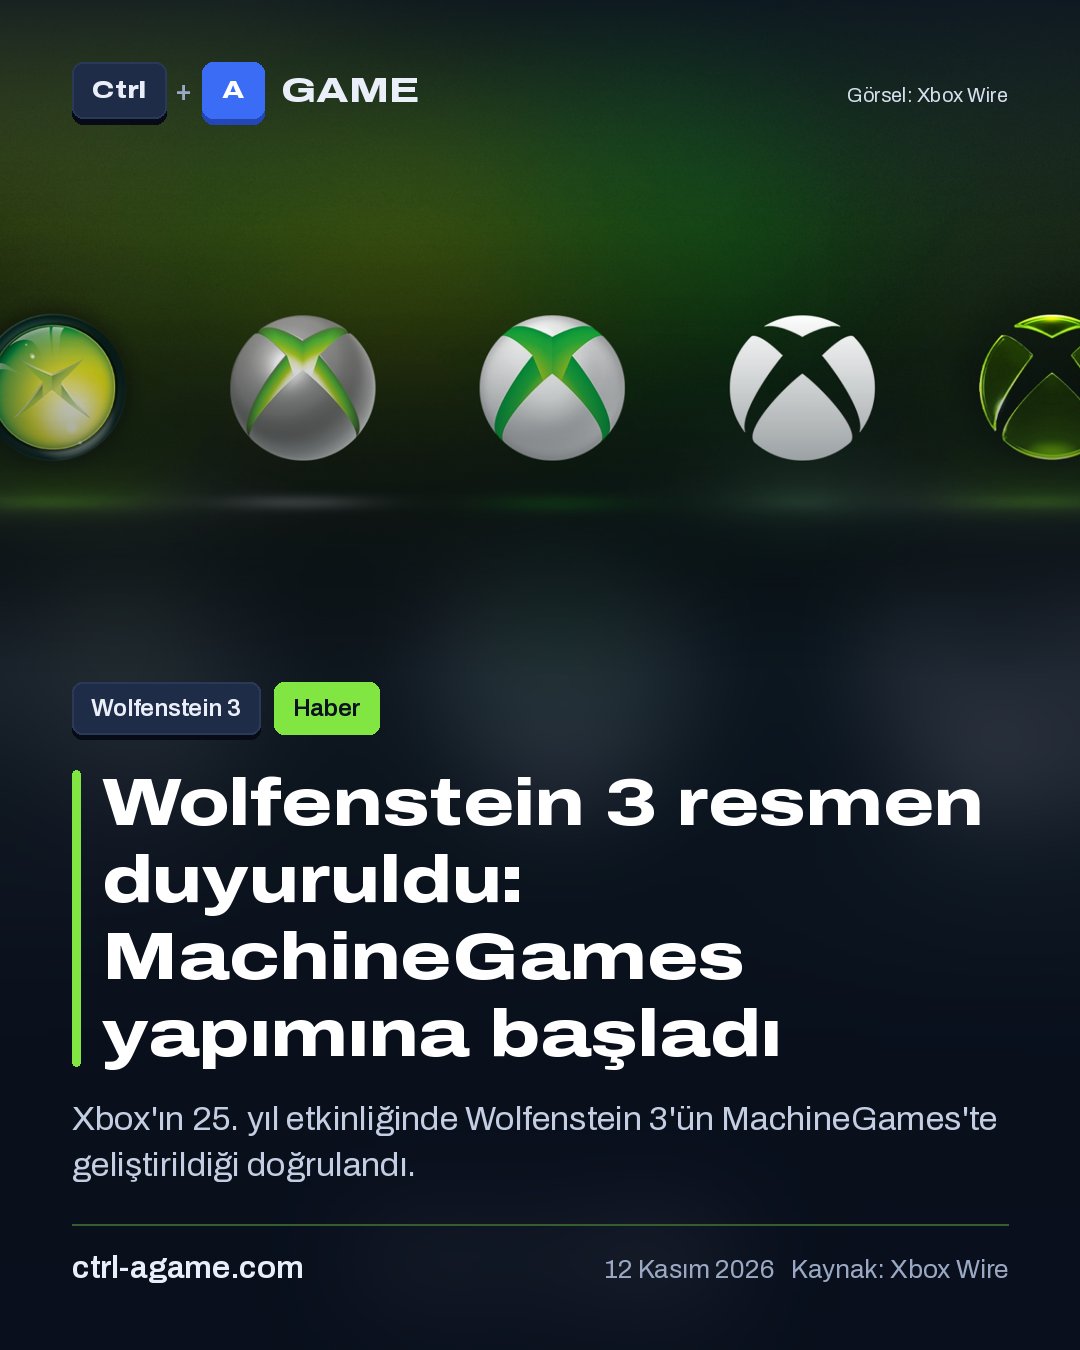 Ctrl + A GAME
Görsel: Xbox Wire
Wolfenstein 3
Haber
Wolfenstein 3 resmen
duyuruldu:
MachineGames
yapımına başladı
Xbox'ın 25. yıl etkinliğinde Wolfenstein 3'ün MachineGames'te
geliştirildiği doğrulandı.
ctrl-agame.com
12 Kasım 2026 Kaynak: Xbox Wire